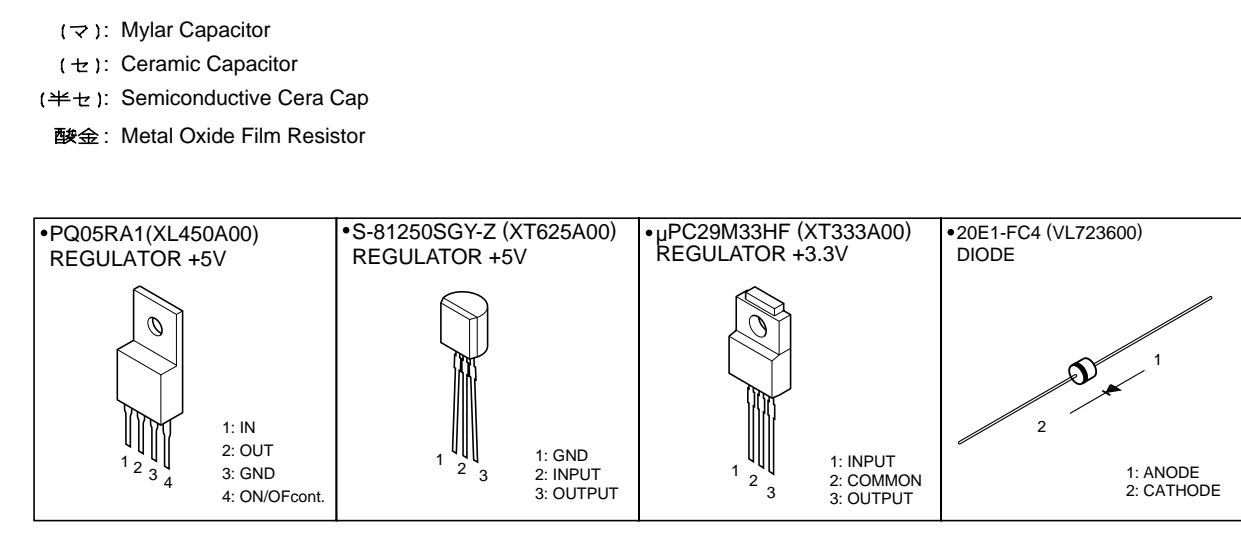 (マ): Mylar Capacitor
(セ): Ceramic Capacitor
(半セ): Semiconductive Cera Cap
酸金: Metal Oxide Film Resistor
•PQ05RA1(XL450A00)
REGULATOR +5V
1 2 3 4
1: IN
2: OUT
3: GND
4: ON/OFcont.
•S-81250SGY-Z (XT625A00)
REGULATOR +5V
1 2 3
1: GND
2: INPUT
3: OUTPUT
•µPC29M33HF (XT333A00)
REGULATOR +3.3V
1 2 3
1: INPUT
2: COMMON
3: OUTPUT
•20E1-FC4 (VL723600)
DIODE
1
2
1: ANODE
2: CATHODE